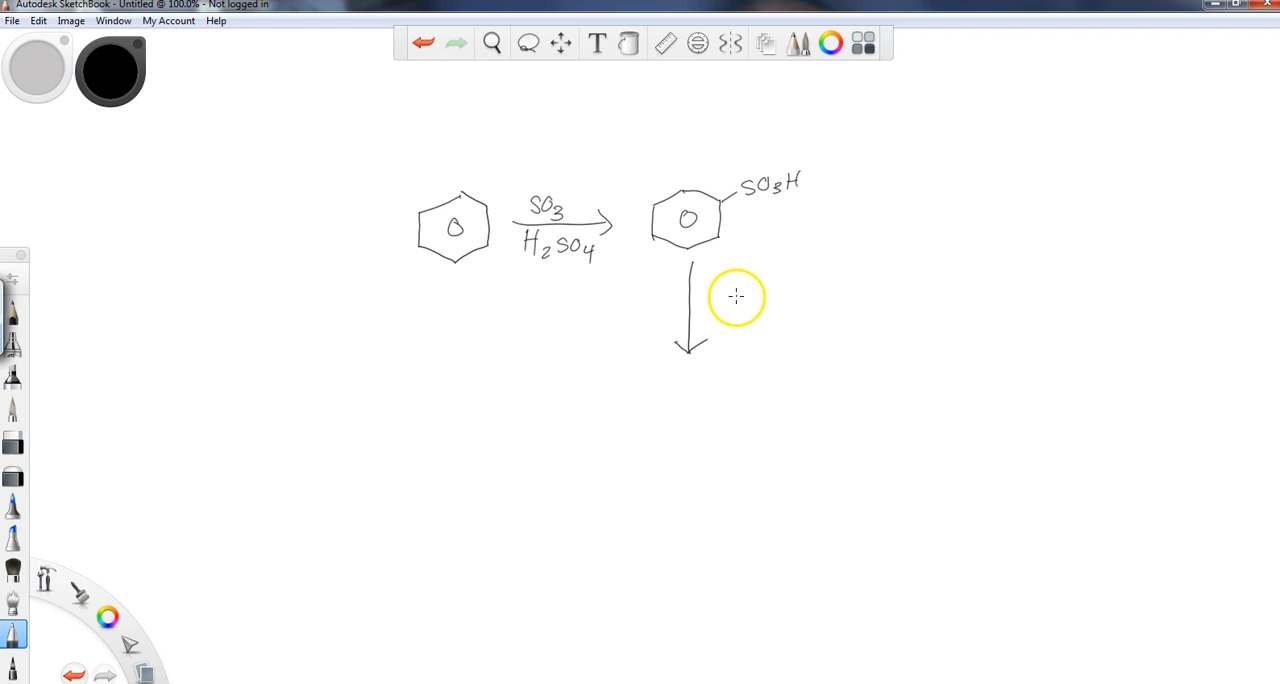 Autodesk SketchBook - Untitled @ 100.0% - Not logged in
File Edit Image Window My Account Help
T
SO3
H2SO4
SO3H